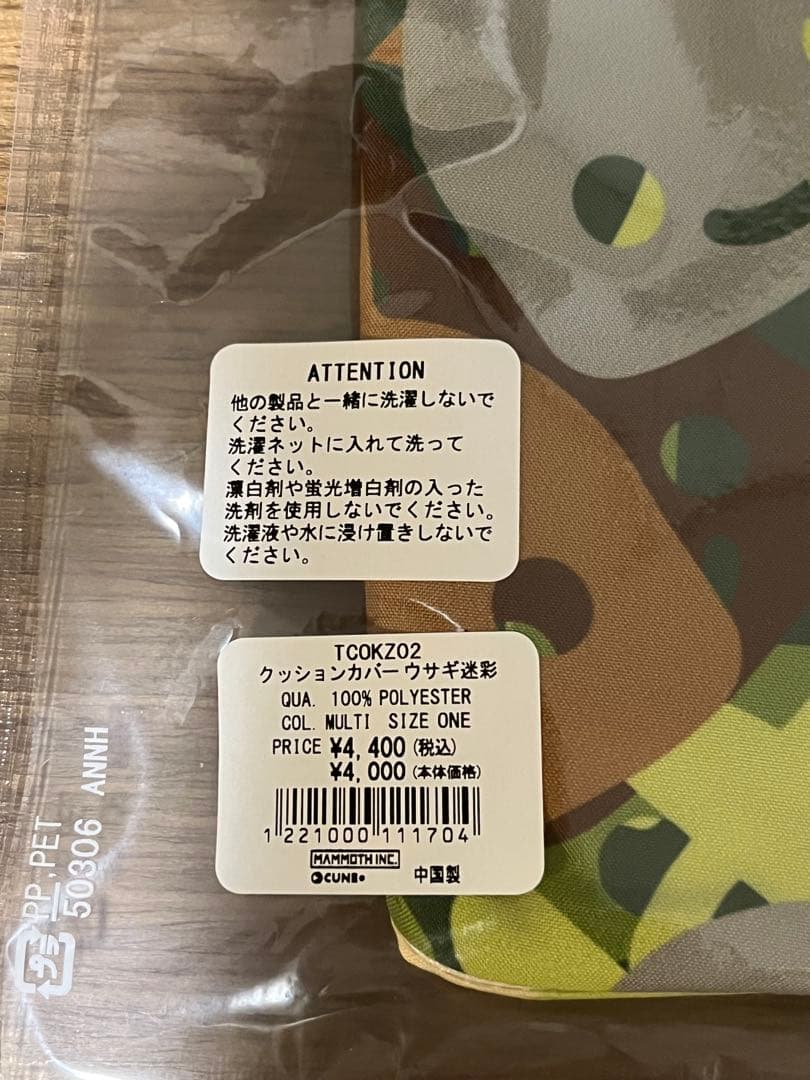 ATTENTION
他の製品と一緒に洗濯しないで
ください。
洗濯ネットに入れて洗って
ください。
漂白剤や蛍光増白剤の入った
洗剤を使用しないでください。
洗濯液や水に浸け置きしないで
ください。
TCOKZ02
クッションカバー ウサギ迷彩
QUA. 100% POLYESTER
COL. MULTI SIZE ONE
PRICE ¥4,400 (税込)
¥4,000 (本体価格)
1 221000 111704
MAMMOTH INC.
CUNE 中国製
プラ PP,PET
50306 ANNH